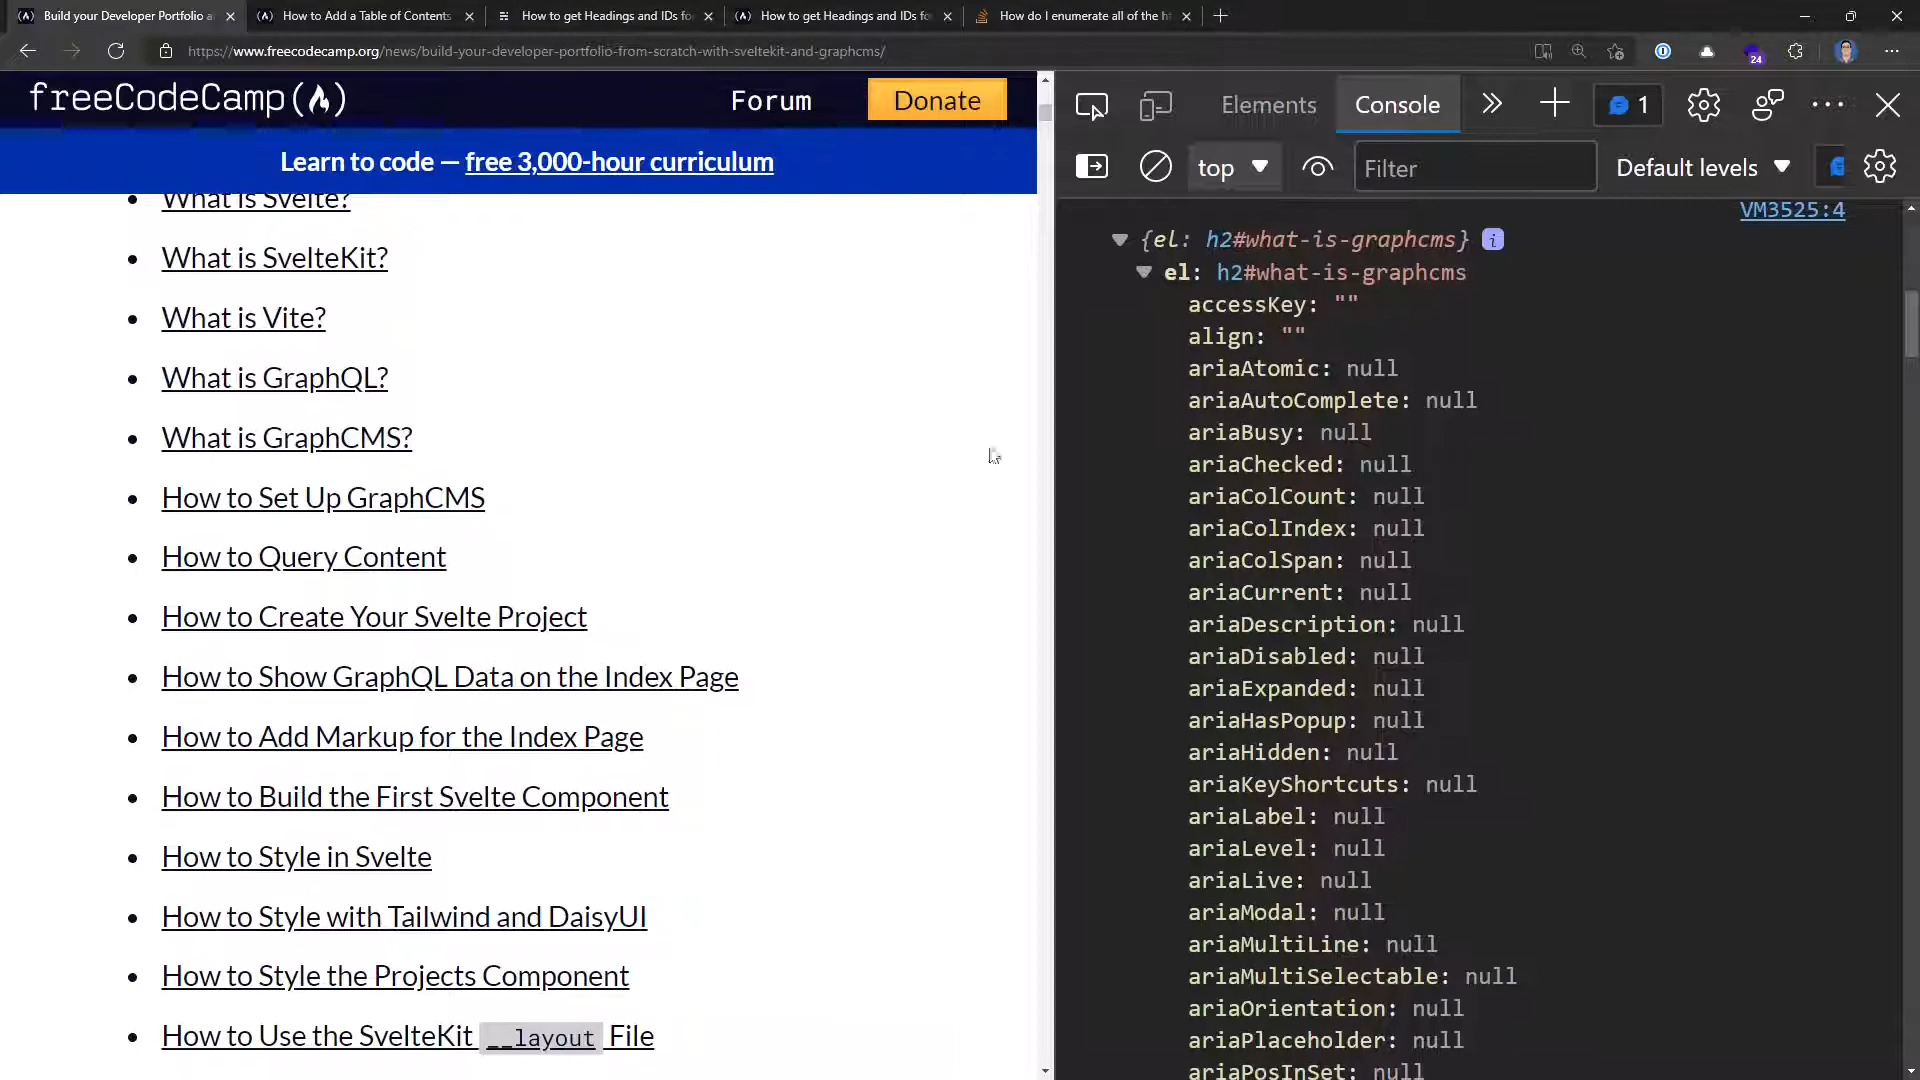 Build your Developer Portfolio a
How to Add a Table of Contents
How to get Headings and IDs fo
How to get Headings and IDs fo
How do I enumerate all of the h
https://www.freecodecamp.org/news/build-your-developer-portfolio-from-scratch-with-sveltekit-and-graphcms/
24
freeCodeCamp
Forum
Donate
Learn to code — free 3,000-hour curriculum
What is Svelte?
What is SvelteKit?
What is Vite?
What is GraphQL?
What is GraphCMS?
How to Set Up GraphCMS
How to Query Content
How to Create Your Svelte Project
How to Show GraphQL Data on the Index Page
How to Add Markup for the Index Page
How to Build the First Svelte Component
How to Style in Svelte
How to Style with Tailwind and DaisyUI
How to Style the Projects Component
How to Use the SvelteKit __layout File
Elements
Console
1
top
Filter
Default levels
VM3525:4
{el: h2#what-is-graphcms}
el: h2#what-is-graphcms
accessKey: ""
align: ""
ariaAtomic: null
ariaAutoComplete: null
ariaBusy: null
ariaChecked: null
ariaColCount: null
ariaColIndex: null
ariaColSpan: null
ariaCurrent: null
ariaDescription: null
ariaDisabled: null
ariaExpanded: null
ariaHasPopup: null
ariaHidden: null
ariaKeyShortcuts: null
ariaLabel: null
ariaLevel: null
ariaLive: null
ariaModal: null
ariaMultiLine: null
ariaMultiSelectable: null
ariaOrientation: null
ariaPlaceholder: null
ariaPosInSet: null